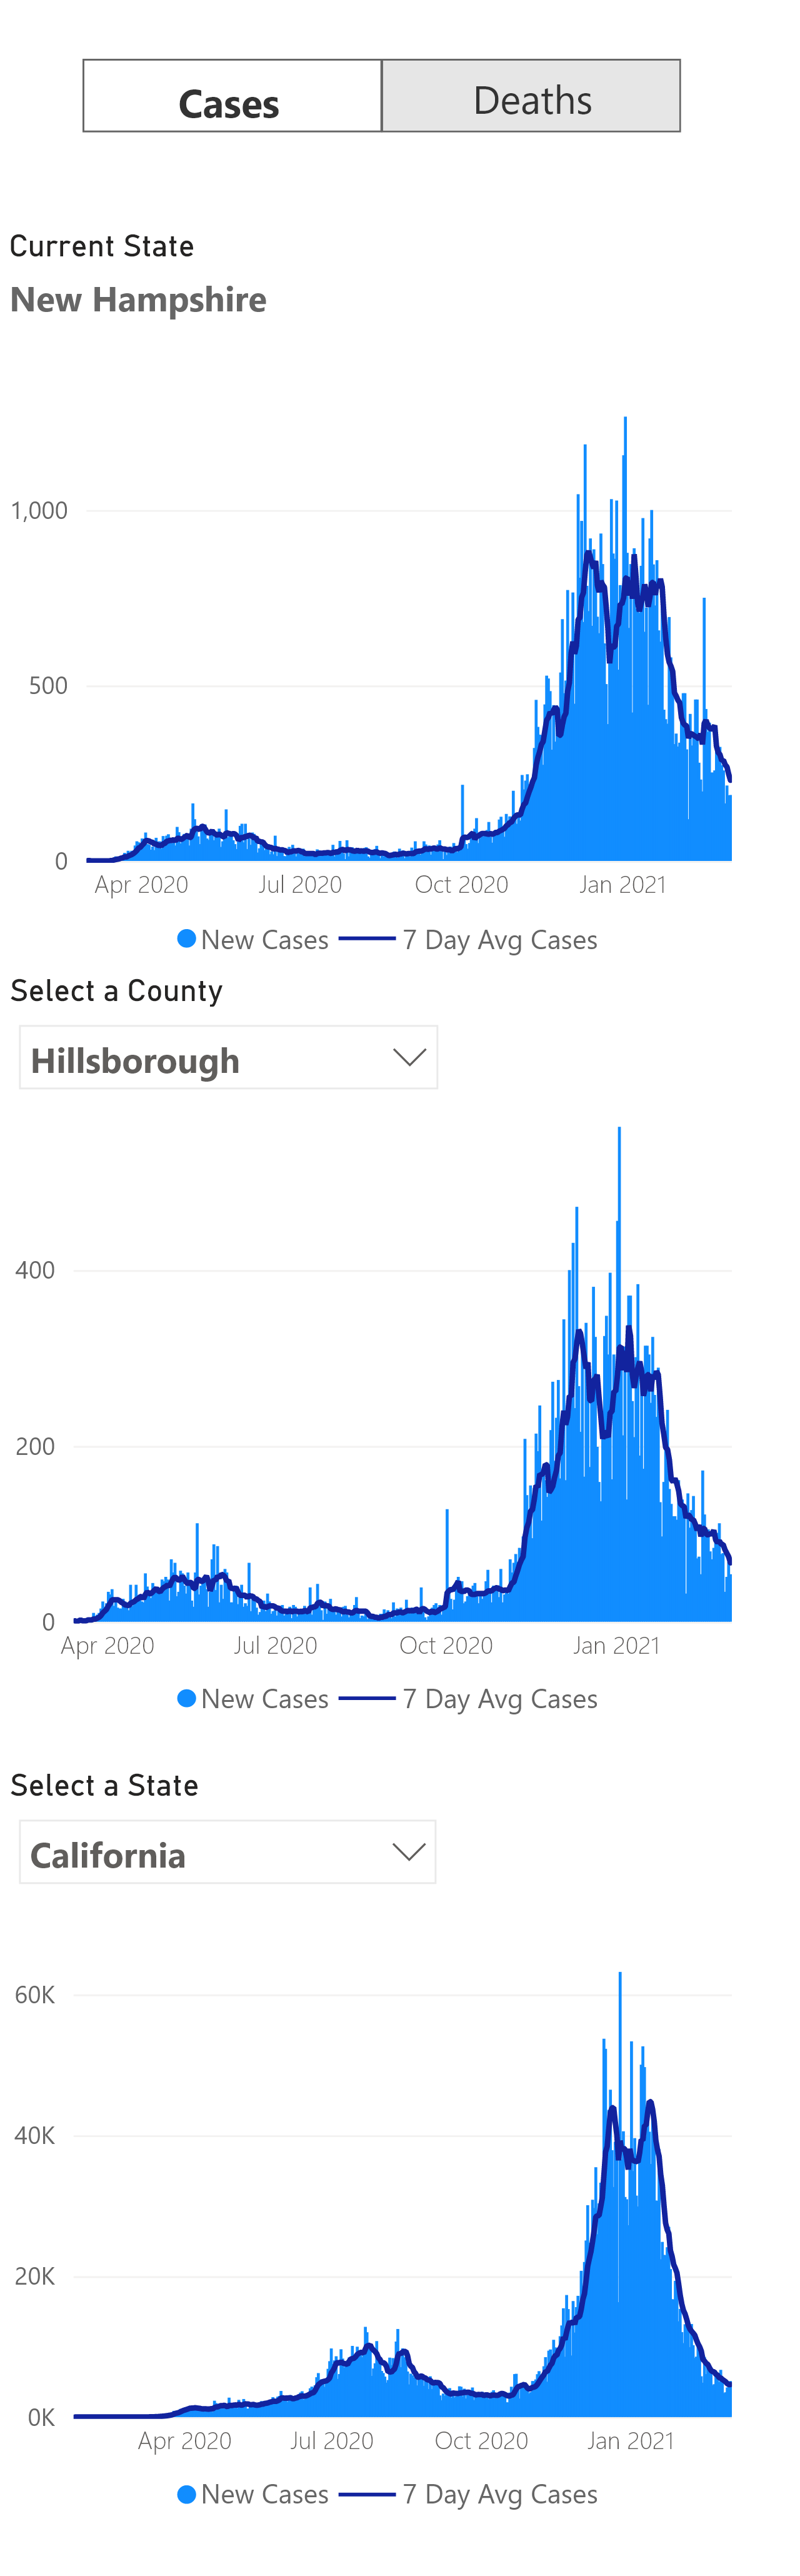 Cases Deaths
Current State
New Hampshire
1,000
500
0
Apr 2020 Jul 2020 Oct 2020 Jan 2021
New Cases 7 Day Avg Cases
Select a County
Hillsborough
400
200
0
Apr 2020 Jul 2020 Oct 2020 Jan 2021
New Cases 7 Day Avg Cases
Select a State
California
60K
40K
20K
0K
Apr 2020 Jul 2020 Oct 2020 Jan 2021
New Cases 7 Day Avg Cases